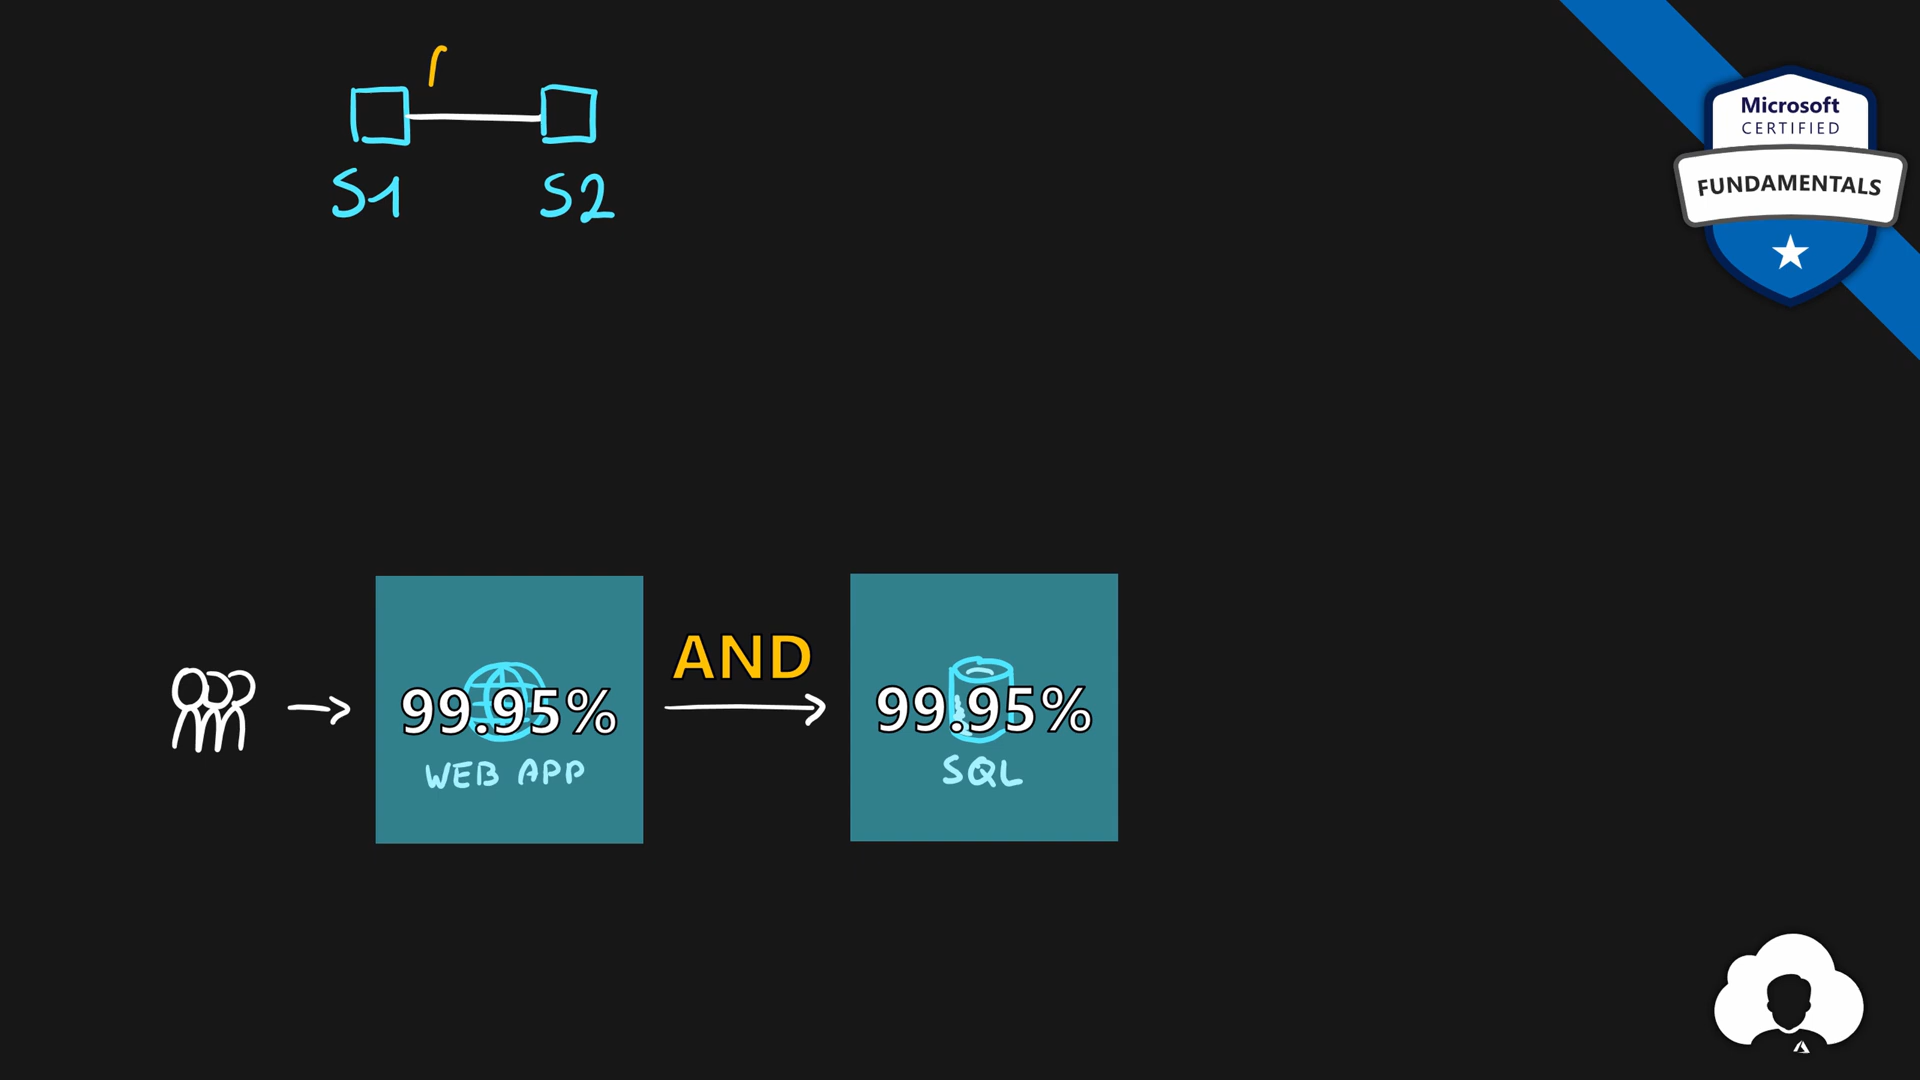 S1
S2
Microsoft
CERTIFIED
FUNDAMENTALS
AND
99.95%
99.95%
WEB APP
SQL